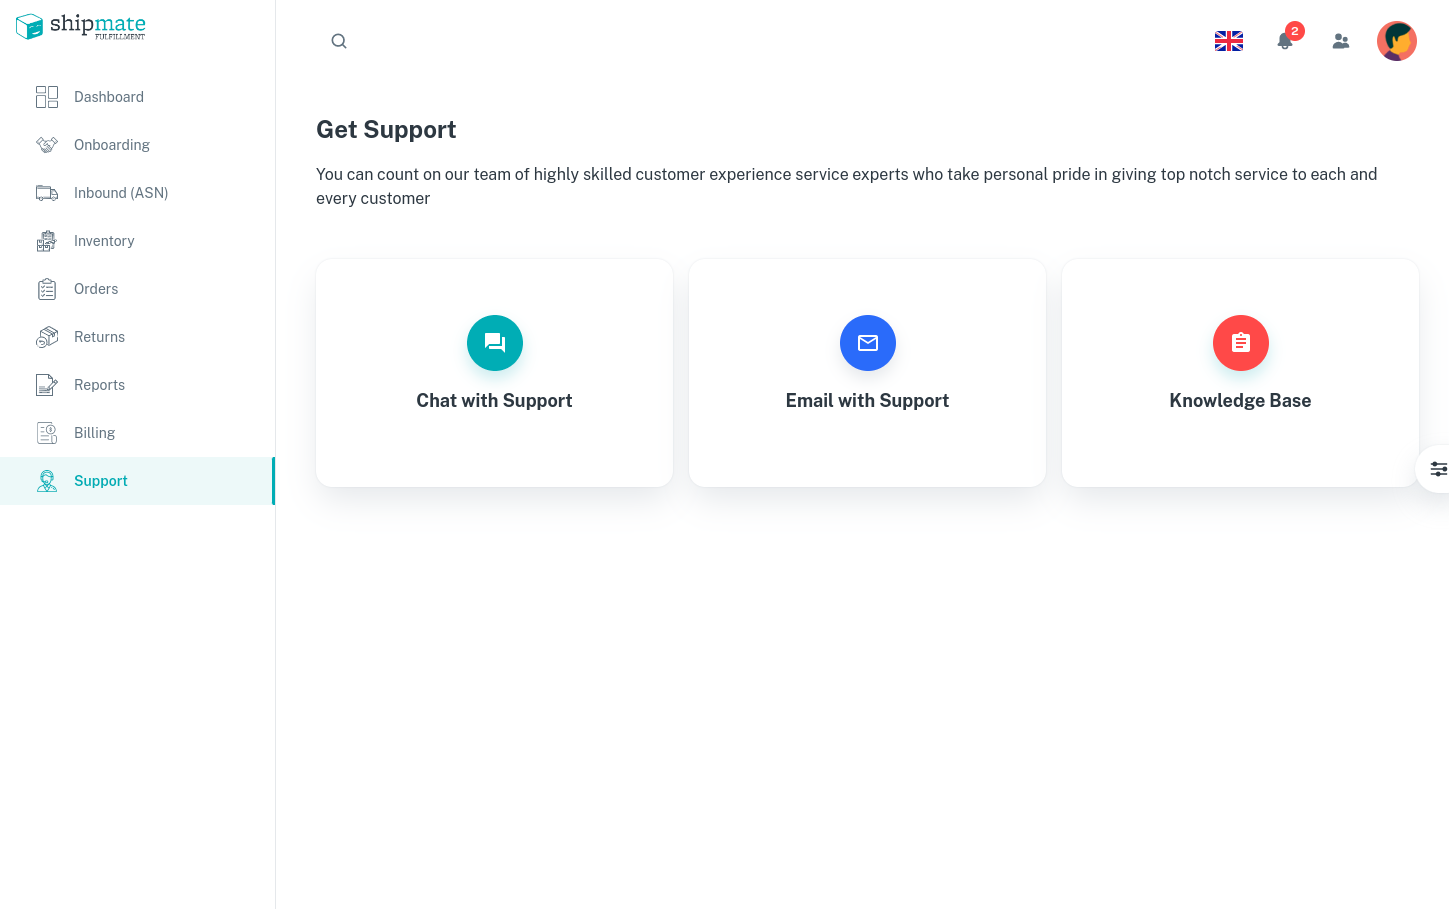 shipmate
FULFILLMENT
2
Dashboard
Onboarding
Inbound (ASN)
Inventory
Orders
Returns
Reports
Billing
Support
Get Support
You can count on our team of highly skilled customer experience service experts who take personal pride in giving top notch service to each and
every customer
Chat with Support
Email with Support
Knowledge Base